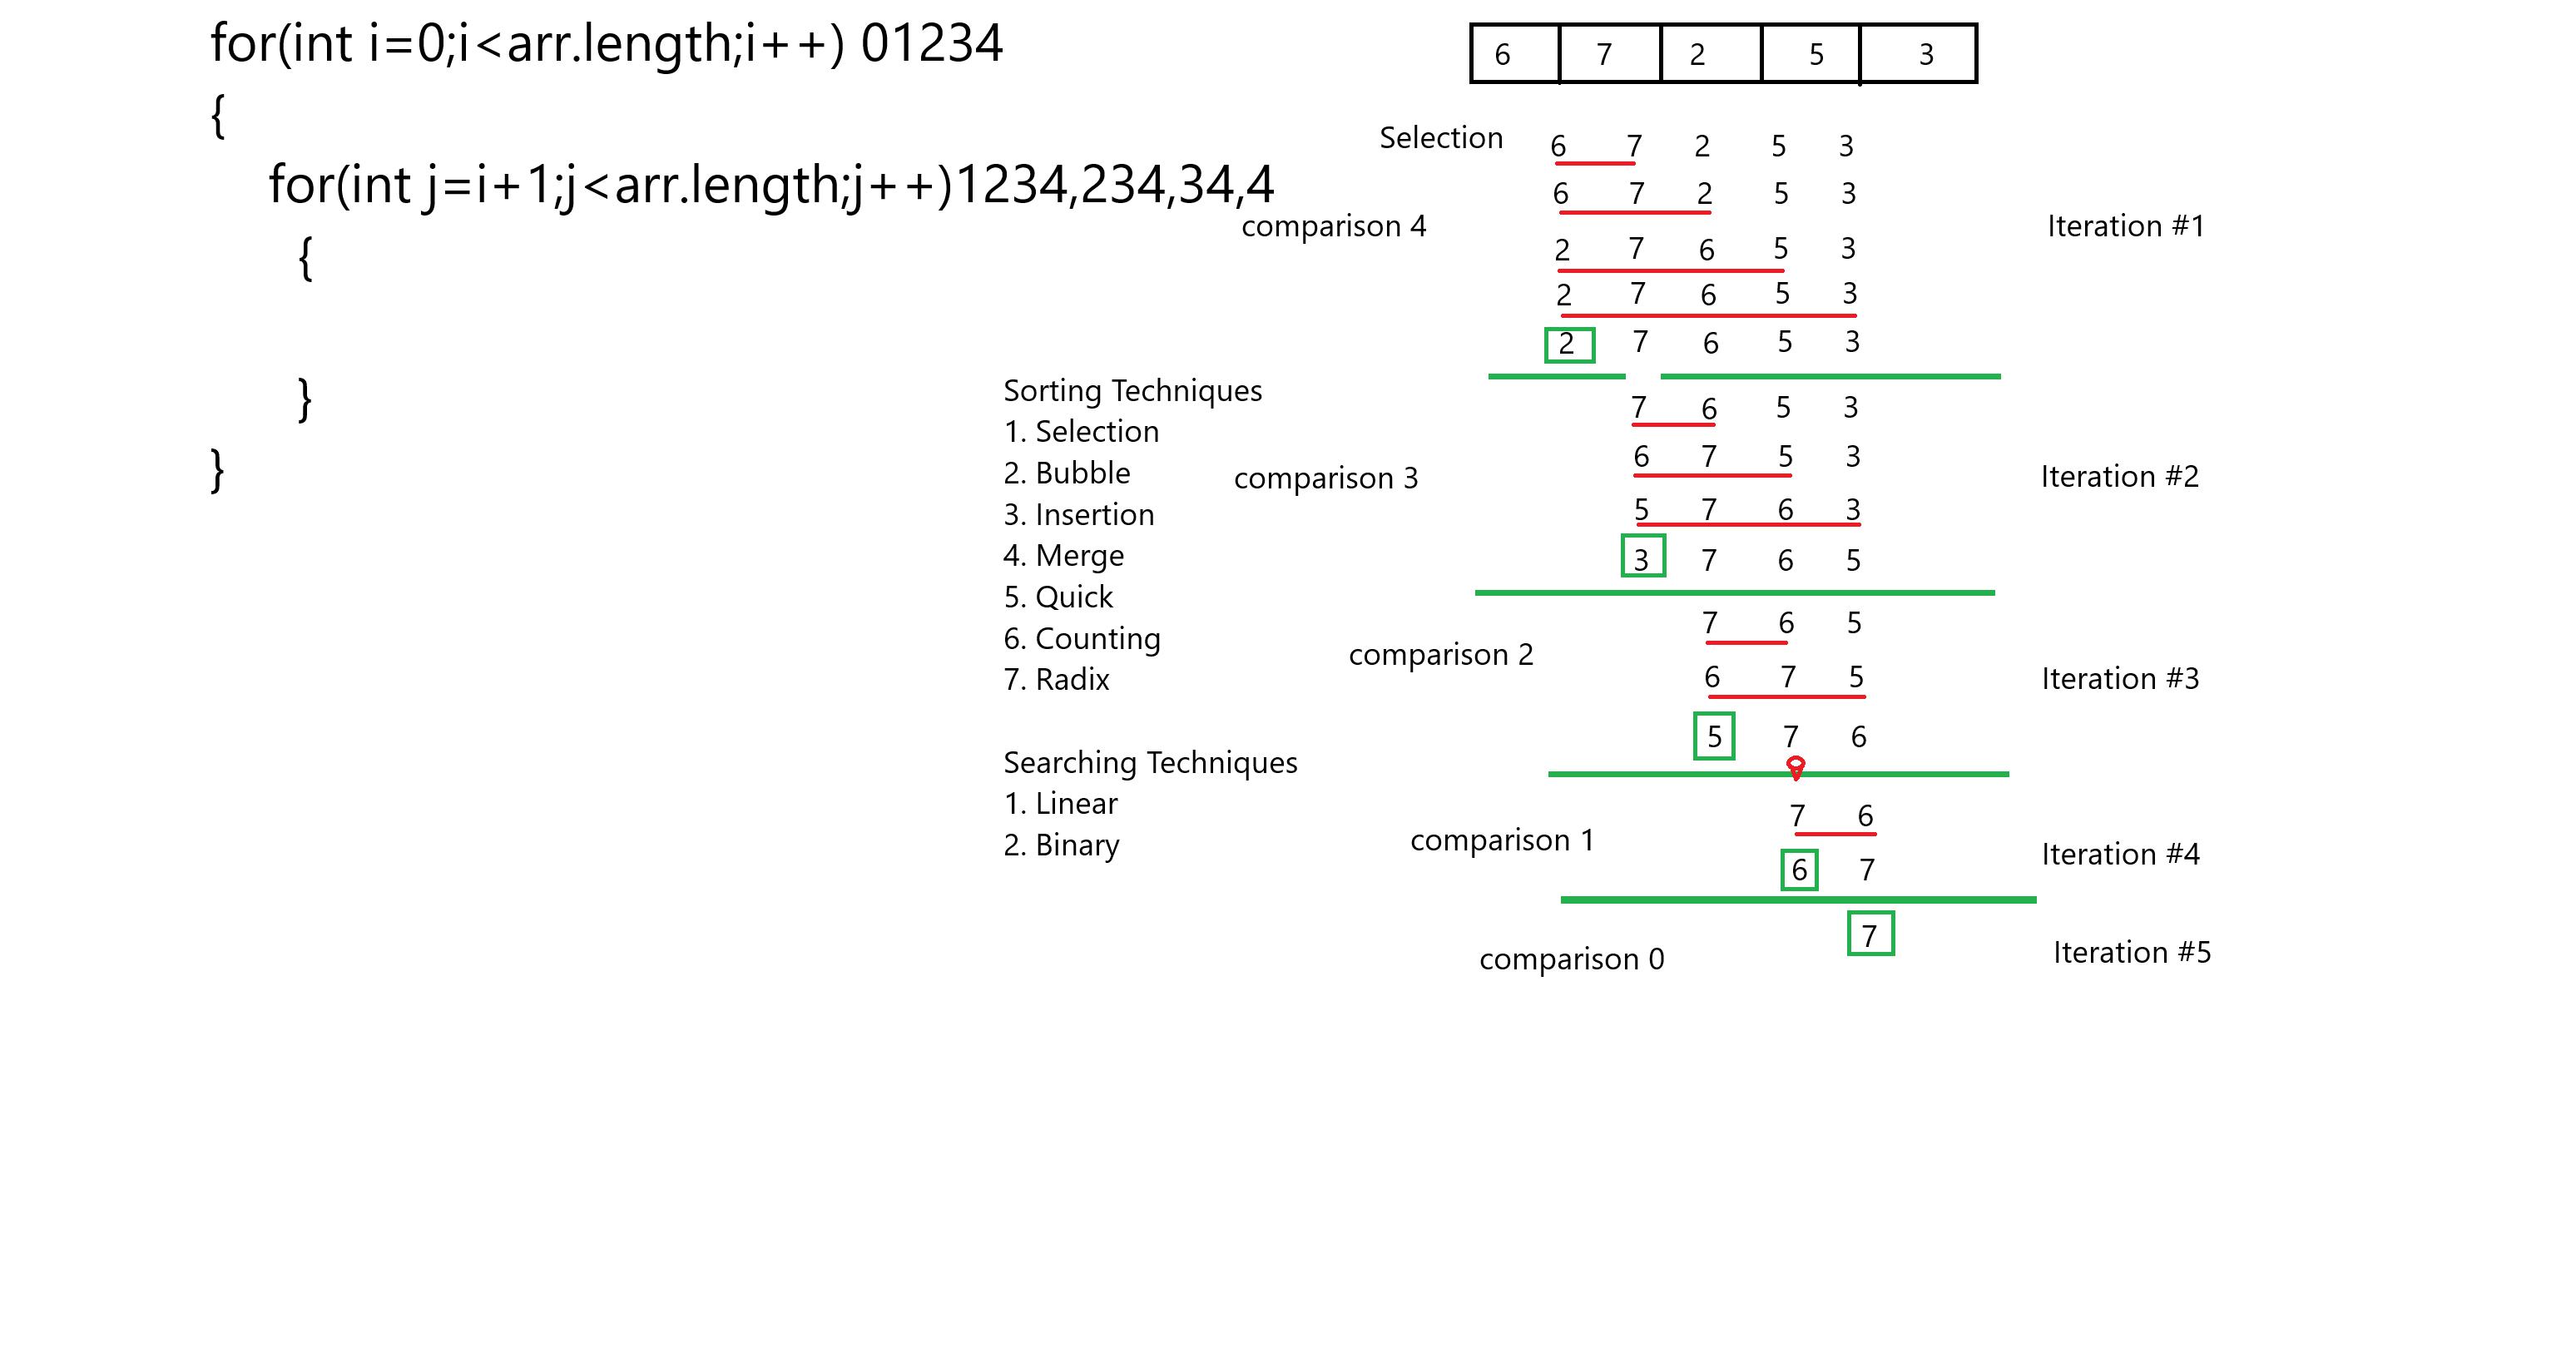 for(int i=0;i<arr.length;i++) 01234
{
for(int j=i+1;j<arr.length;j++)1234,234,34,4
{
}
}
Sorting Techniques
1. Selection
2. Bubble
3. Insertion
4. Merge
5. Quick
6. Counting
7. Radix
Searching Techniques
1. Linear
2. Binary
6 7 2 5 3
Selection
6 7 2 5 3
6 7 2 5 3
comparison 4
Iteration #1
2 7 6 5 3
2 7 6 5 3
2 7 6 5 3
7 6 5 3
6 7 5 3
comparison 3
Iteration #2
5 7 6 3
3 7 6 5
7 6 5
comparison 2
Iteration #3
6 7 5
5 7 6
7 6
comparison 1
Iteration #4
6 7
7
comparison 0
Iteration #5